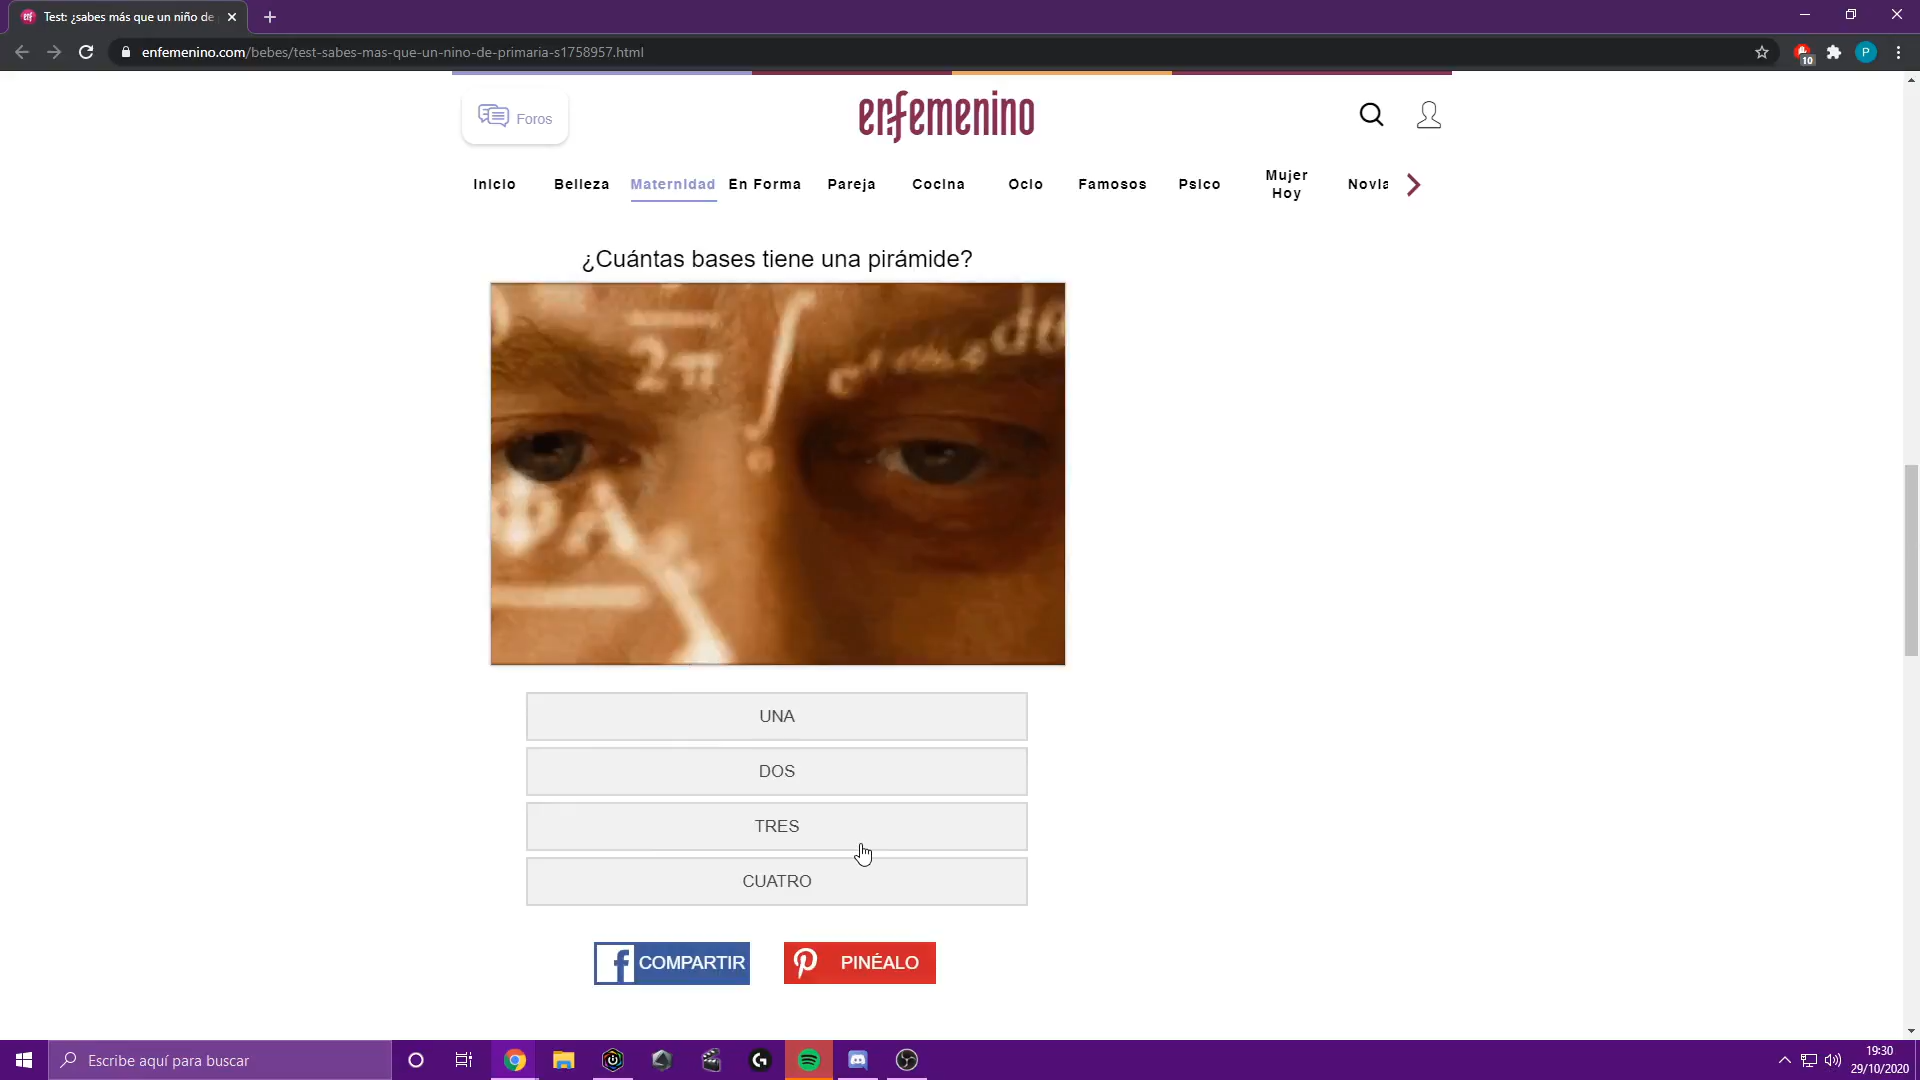 Test: ¿sabes más que un niño de
enfemenino.com/bebes/test-sabes-mas-que-un-nino-de-primaria-s1758957.html
10
P
Foros
enfemenino
Inicio Belleza Maternidad En Forma Pareja Cocina Ocio Famosos Psico Mujer Hoy Novia
¿Cuántas bases tiene una pirámide?
2π
UNA
DOS
TRES
CUATRO
COMPARTIR PINÉALO
Escribe aquí para buscar
19:30
29/10/2020